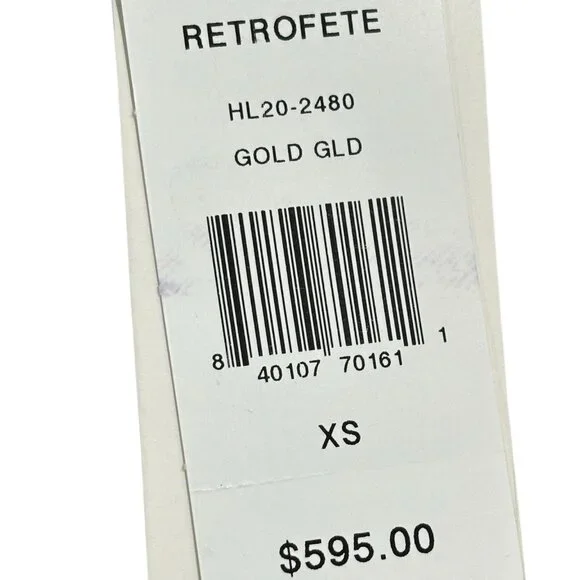 RETROFETE
HL20-2480
GOLD GLD
8 40107 70161 1
XS
$595.00